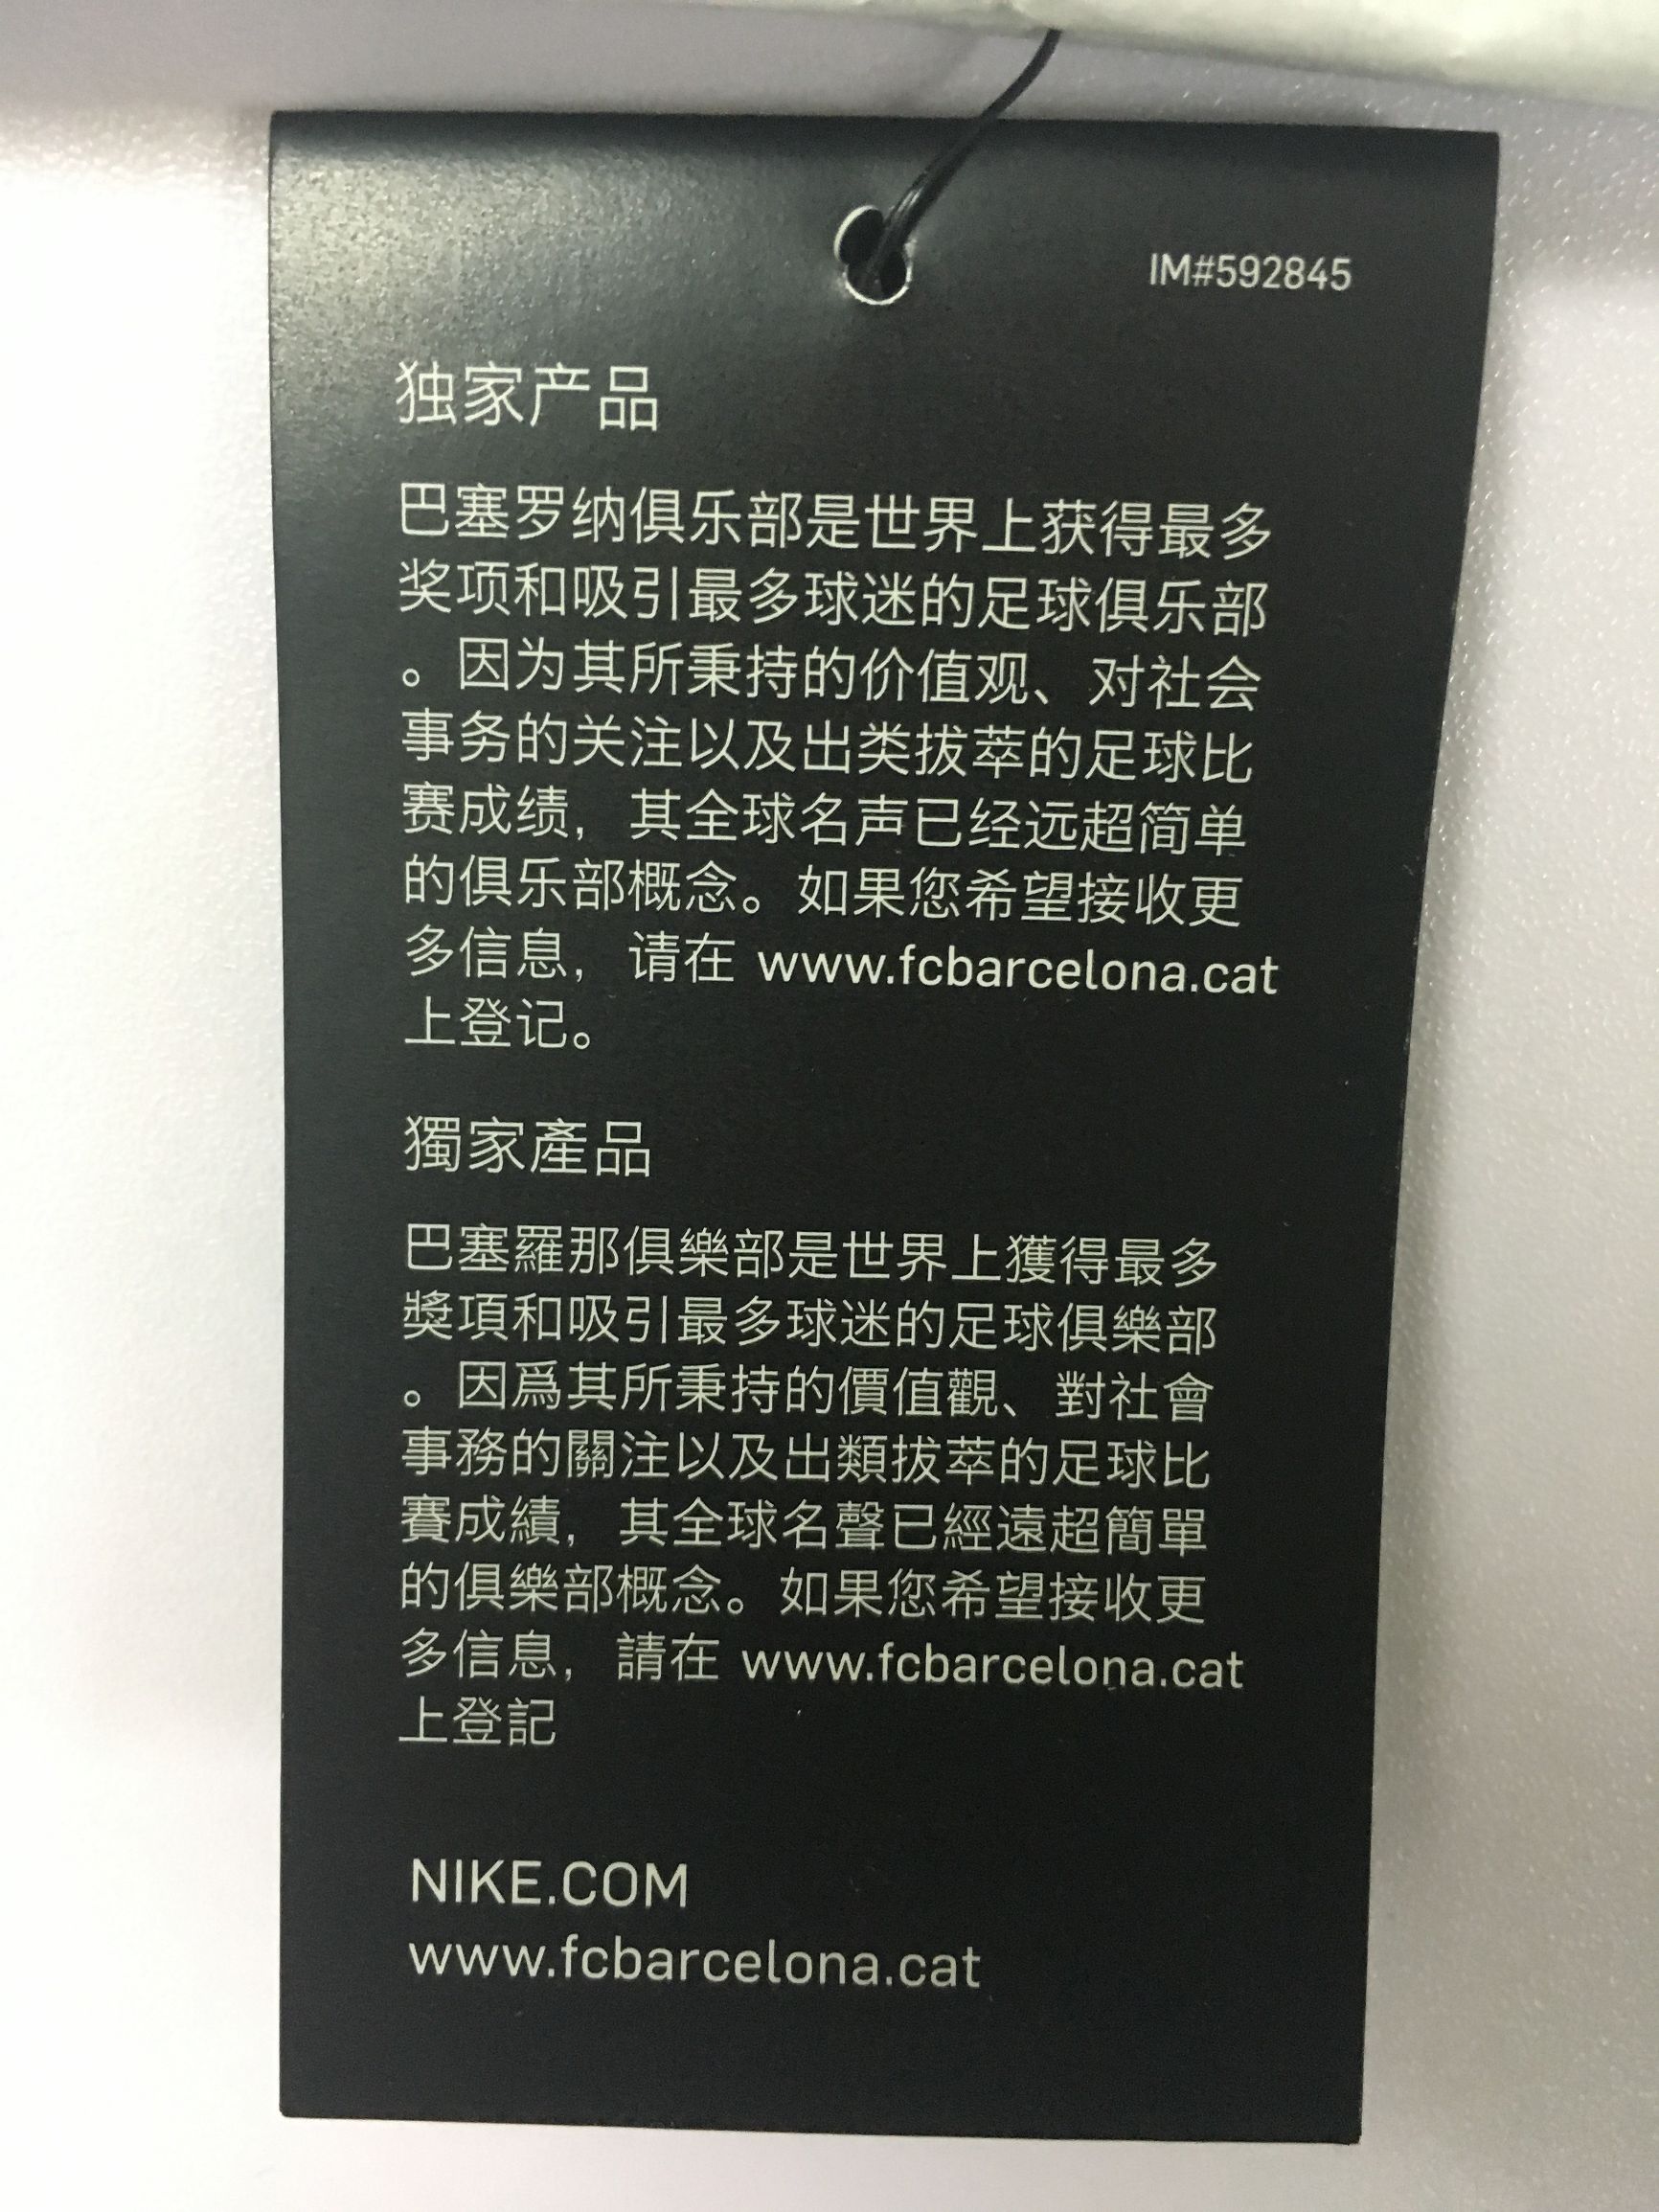 IM#592845
独家产品
巴塞罗纳俱乐部是世界上获得最多
奖项和吸引最多球迷的足球俱乐部
。因为其所秉持的价值观、对社会
事务的关注以及出类拔萃的足球比
赛成绩，其全球名声已经远超简单
的俱乐部概念。如果您希望接收更
多信息，请在 www.fcbarcelona.cat
上登记。
獨家產品
巴塞羅那俱樂部是世界上獲得最多
獎項和吸引最多球迷的足球俱樂部
。因爲其所秉持的價值觀、對社會
事務的關注以及出類拔萃的足球比
賽成績，其全球名聲已經遠超簡單
的俱樂部概念。如果您希望接收更
多信息，請在 www.fcbarcelona.cat
上登記
NIKE.COM
www.fcbarcelona.cat